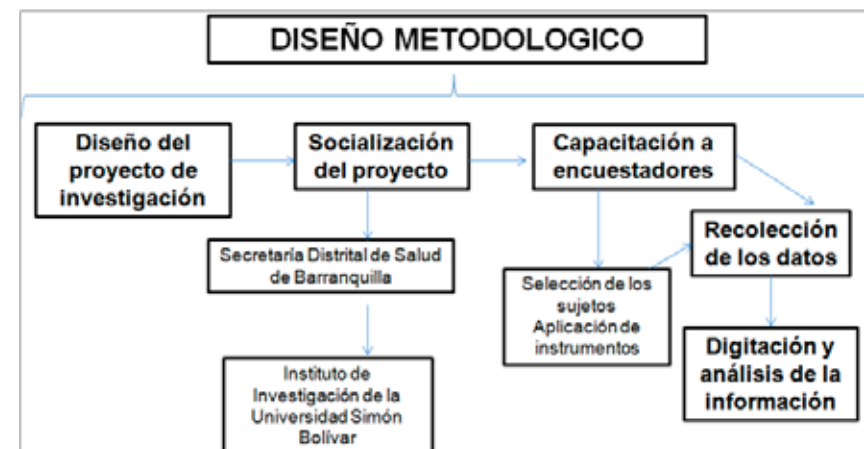 DISEÑO METODOLOGICO
Diseño del
proyecto de
investigación
Socialización
del proyecto
Capacitación a
encuestadores
Secretaría Distrital de Salud
de Barranquilla
Instituto de
Investigación de la
Universidad Simón
Bolívar
Selección de los
sujetos
Aplicación de
instrumentos
Recolección
de los datos
Digitación y
análisis de la
información